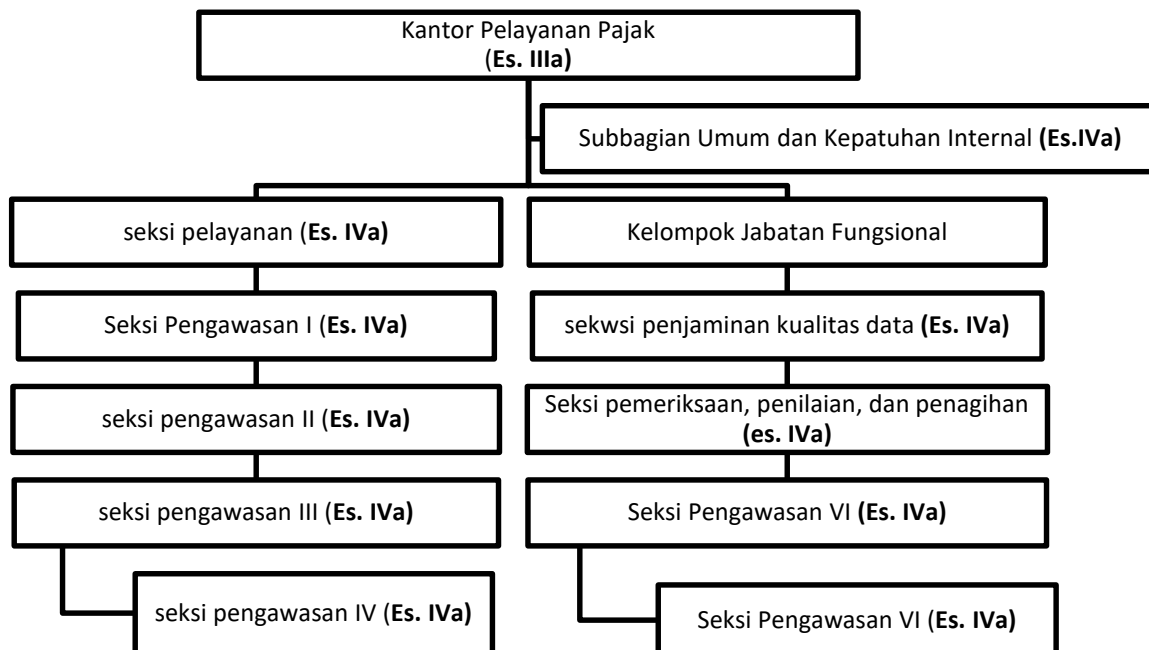 Kantor Pelayanan Pajak
(Es. IIIa)
Subbagian Umum dan Kepatuhan Internal (Es.IVa)
seksi pelayanan (Es. IVa)
Kelompok Jabatan Fungsional
Seksi Pengawasan I (Es. IVa)
sekwsi penjaminan kualitas data (Es. IVa)
seksi pengawasan II (Es. IVa)
Seksi pemeriksaan, penilaian, dan penagihan
(es. IVa)
seksi pengawasan III (Es. IVa)
Seksi Pengawasan VI (Es. IVa)
seksi pengawasan IV (Es. IVa)
Seksi Pengawasan VI (Es. IVa)